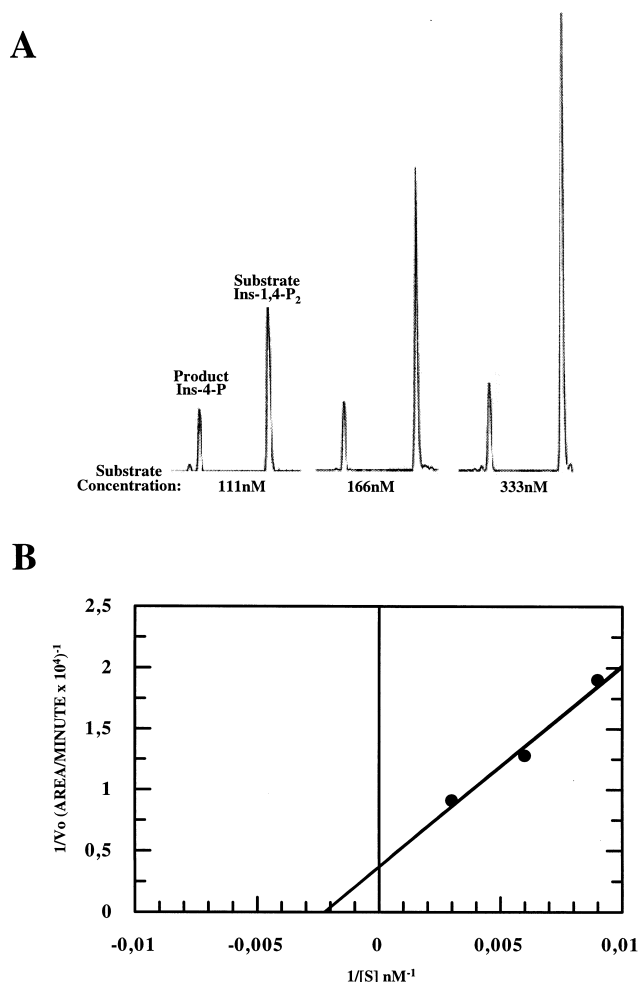 A
Substrate
Ins-1,4-P2
Product
Ins-4-P
Substrate
Concentration: 111nM 166nM 333nM
B
2,5
2
1,5
1
0,5
0
1/Vo (AREA/MINUTE x 10⁴)⁻¹
-0,01 -0,005 0 0,005 0,01
1/[S] nM⁻¹